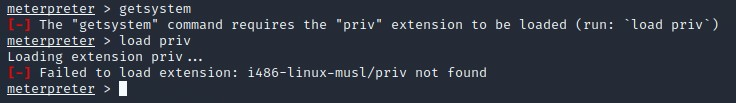 meterpreter > getsystem
[-] The "getsystem" command requires the "priv" extension to be loaded (run: `load priv`)
meterpreter > load priv
Loading extension priv...
[-] Failed to load extension: i486-linux-musl/priv not found
meterpreter >